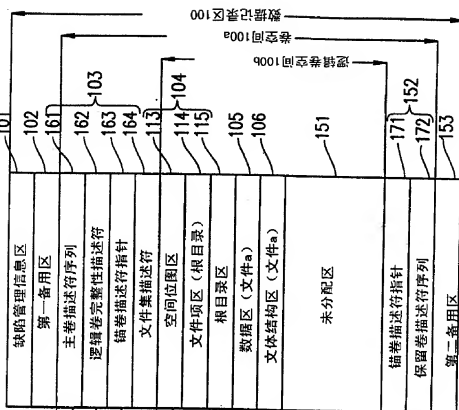 数据记录区100
卷空间100a
逻辑卷空间100b
101
102
103
161
162
163
164
104
113
114
115
105
106
151
152
171
172
153
缺陷管理信息区
第一备用区
主卷描述符序列
逻辑卷完整性描述符
锚卷描述符指针
文件集描述符
空间位图区
文件项区（根目录）
根目录区
数据区（文件a）
文体结构区（文件a）
未分配区
锚卷描述符指针
保留卷描述符序列
第二备用区